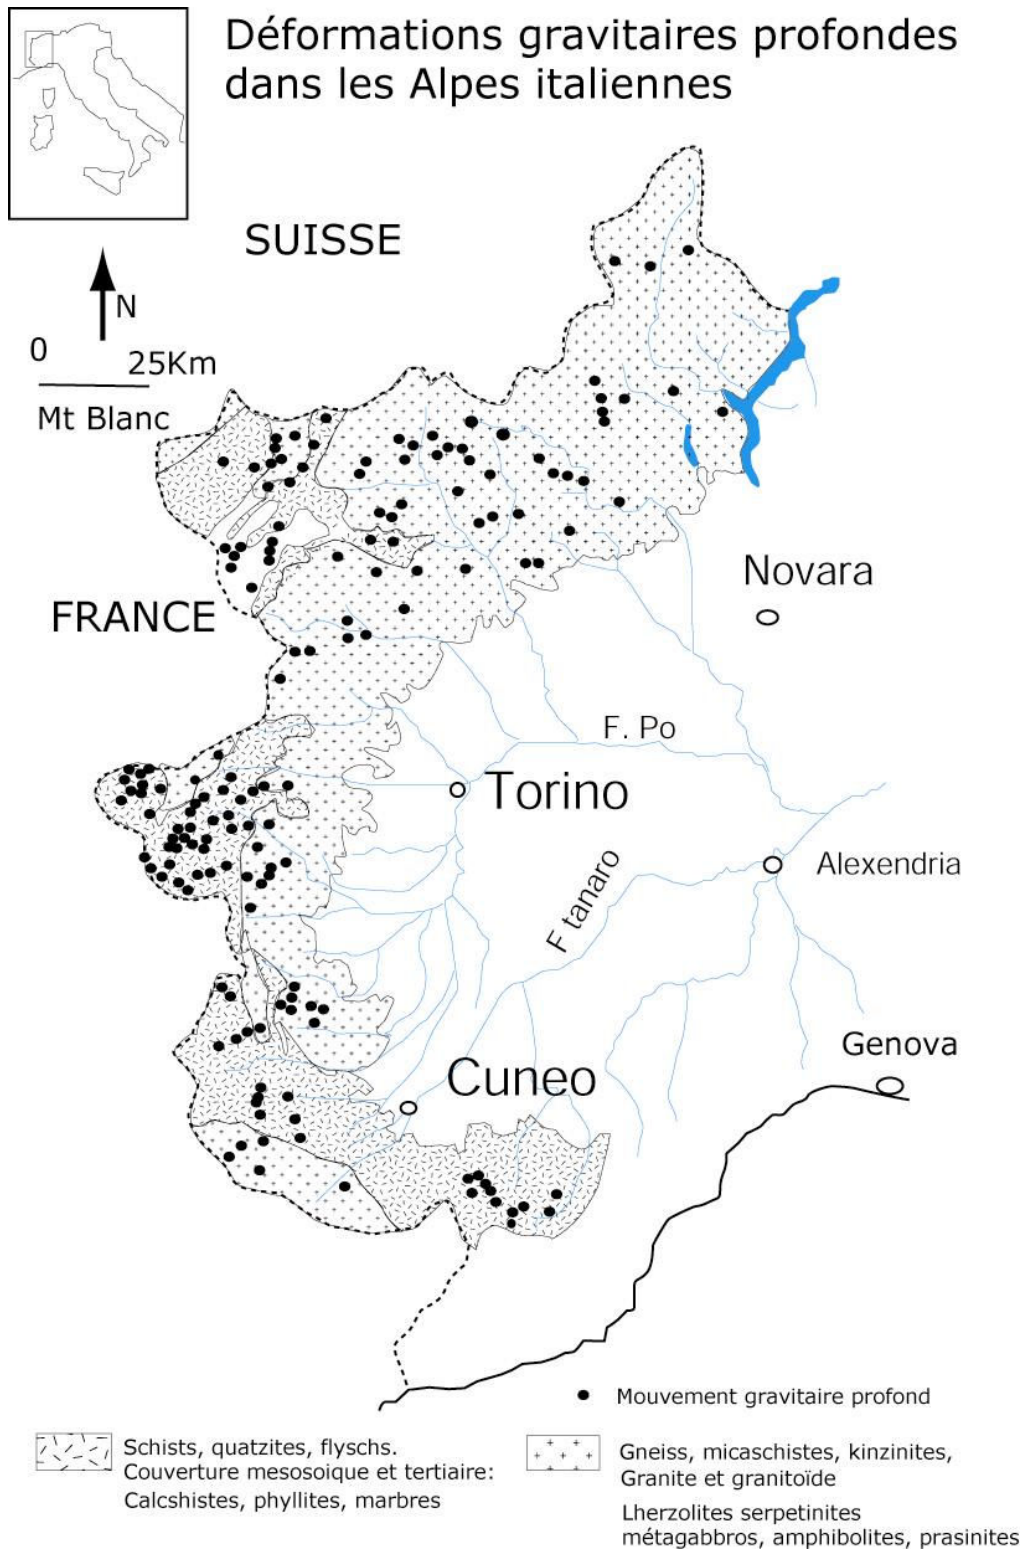 Déformations gravitaires profondes
dans les Alpes italiennes
SUISSE
N
0
25Km
Mt Blanc
Novara
FRANCE
F. Po
Torino
F tanaro
Alexendria
Genova
Cuneo
Mouvement gravitaire profond
Schists, quatzites, flyschs.
Couverture mesosoique et tertiaire:
Calcshistes, phyllites, marbres
Gneiss, micaschistes, kinzinites,
Granite et granitoïde
Lherzolites serpetinites
métagabbros, amphibolites, prasinites